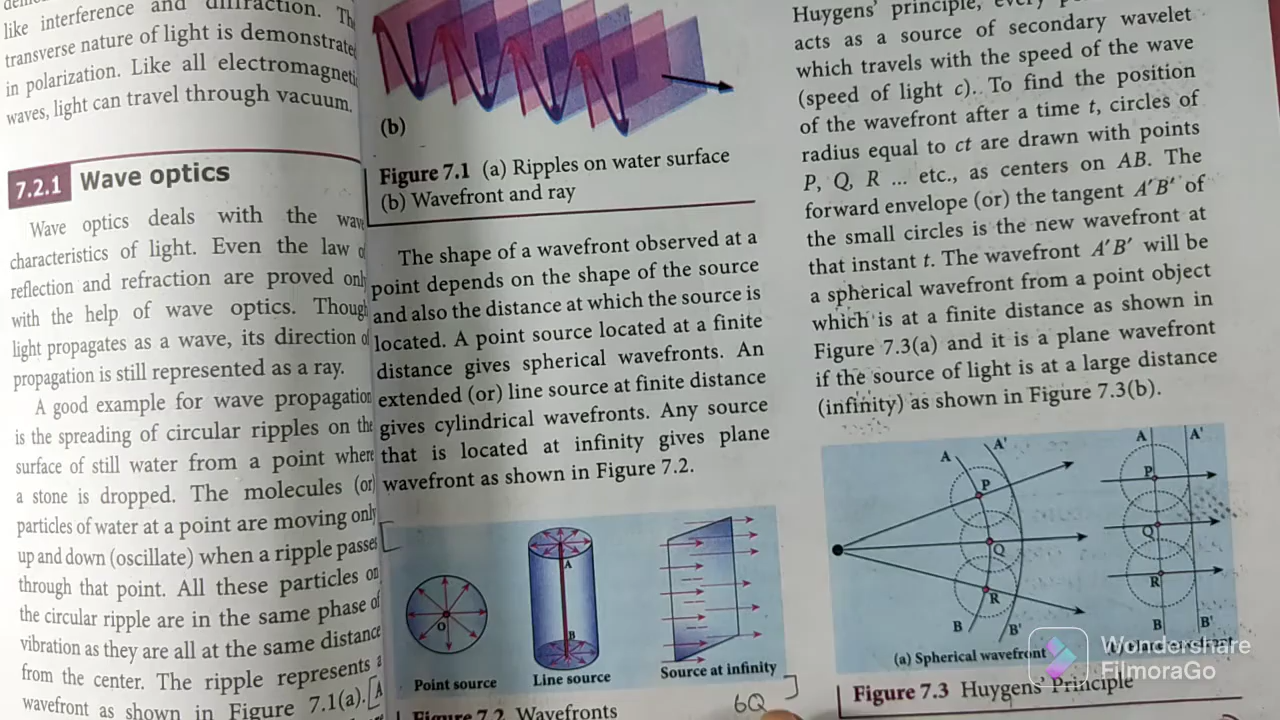 like interference and diffraction. The
transverse nature of light is demonstrated
in polarization. Like all electromagnetic
waves, light can travel through vacuum.
7.2.1 Wave optics
Wave optics deals with the wave
characteristics of light. Even the law of
reflection and refraction are proved only
with the help of wave optics. Though
light propagates as a wave, its direction of
propagation is still represented as a ray.
A good example for wave propagation
is the spreading of circular ripples on the
surface of still water from a point where
a stone is dropped. The molecules (or)
particles of water at a point are moving only
up and down (oscillate) when a ripple passes
through that point. All these particles on
the circular ripple are in the same phase of
vibration as they are all at the same distance
from the center. The ripple represents a
wavefront as shown in Figure 7.1(a). A
(b)
Figure 7.1 (a) Ripples on water surface
(b) Wavefront and ray
The shape of a wavefront observed at a
point depends on the shape of the source
and also the distance at which the source is
located. A point source located at a finite
distance gives spherical wavefronts. An
extended (or) line source at finite distance
gives cylindrical wavefronts. Any source
that is located at infinity gives plane
wavefront as shown in Figure 7.2.
O
A
B
Point source
Line source
Source at infinity
6Q
Figure 7.2 Wavefronts
Huygens' principle, every
acts as a source of secondary wavelet
which travels with the speed of the wave
(speed of light c). To find the position
of the wavefront after a time t, circles of
radius equal to ct are drawn with points
P, Q, R ... etc., as centers on AB. The
forward envelope (or) the tangent A'B' of
the small circles is the new wavefront at
that instant t. The wavefront A'B' will be
a spherical wavefront from a point object
which is at a finite distance as shown in
Figure 7.3(a) and it is a plane wavefront
if the source of light is at a large distance
(infinity) as shown in Figure 7.3(b).
A A'
P
Q
R
B B'
A A'
P
Q
R
B B'
(a) Spherical wavefront
Figure 7.3 Huygens' Principle
Wondershare
FilmoraGo